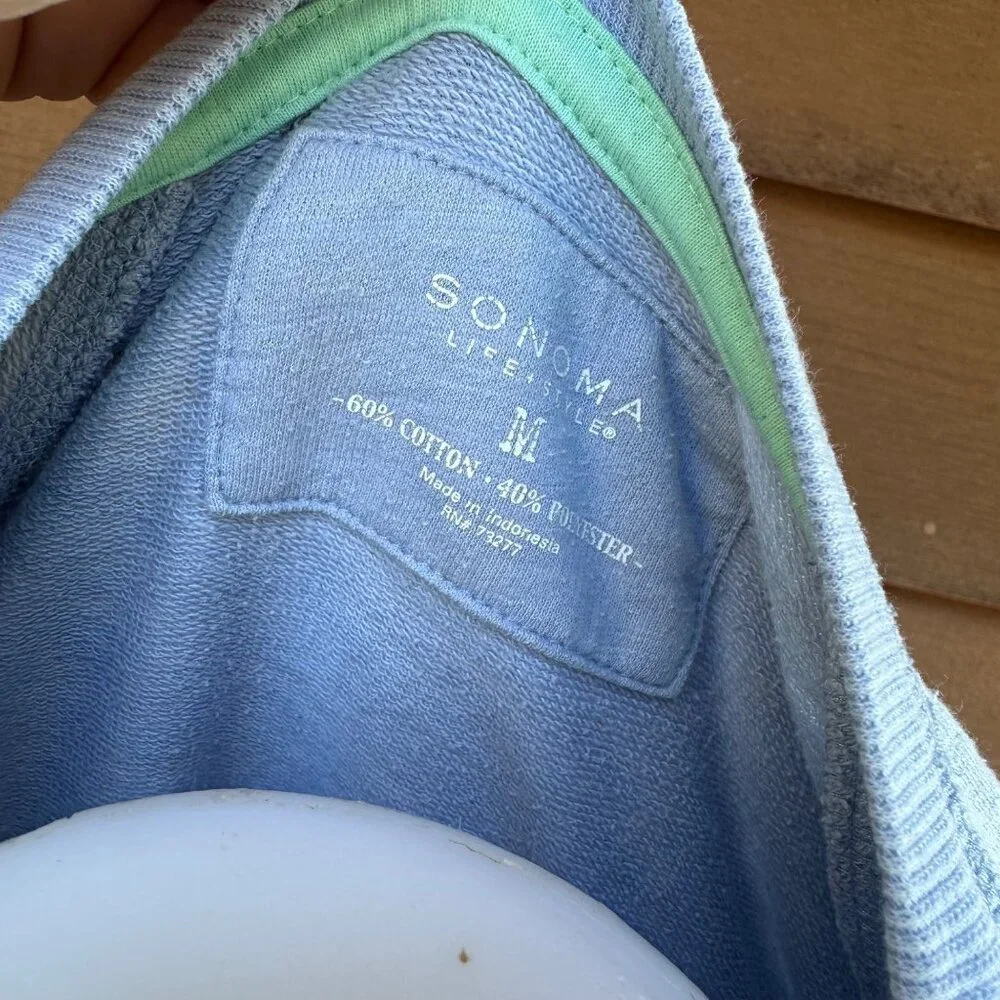 SONOMA
LIFE + STYLE®
M
-60% COTTON • 40% POLYESTER-
Made in Indonesia
RN# 73277